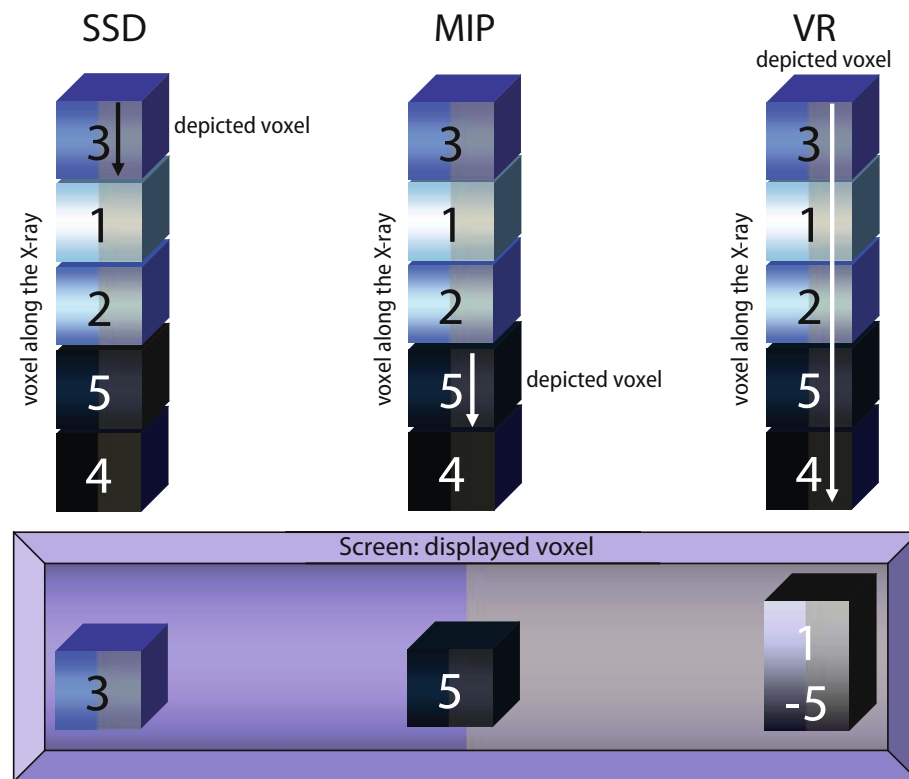 SSD
MIP
VR
depicted voxel
3
depicted voxel
1
2
5
4
voxel along the X-ray
3
1
2
5
depicted voxel
4
voxel along the X-ray
3
1
2
5
4
voxel along the X-ray
Screen: displayed voxel
3
5
1
-5